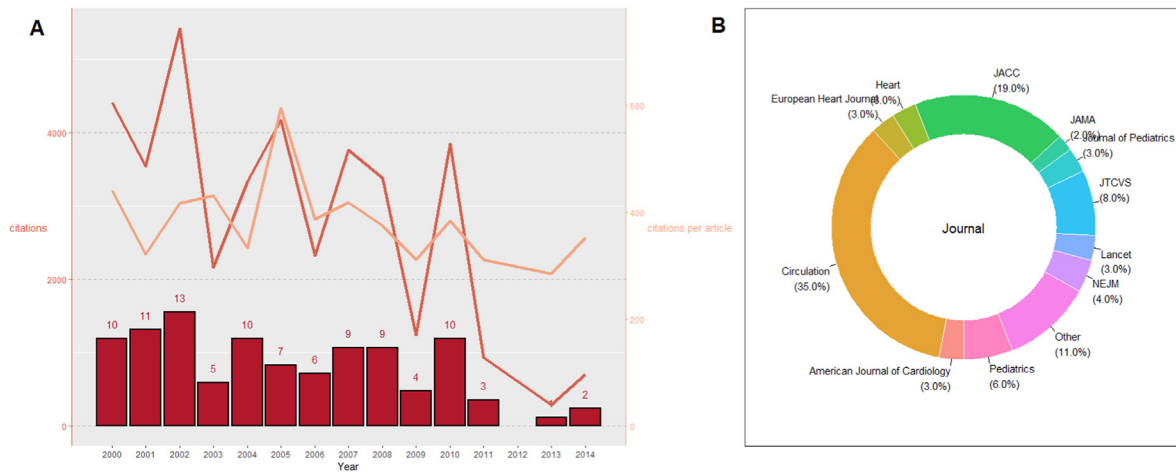 A
B
600
4000
400
citations
citations per article
2000
200
0
0
10
11
13
5
10
7
6
9
9
4
10
3
1
2
2000 2001 2002 2003 2004 2005 2006 2007 2008 2009 2010 2011 2012 2013 2014
Year
JACC
(19.0%)
Heart
(3.0%)
European Heart Journal
(3.0%)
JAMA
(2.0%)
Journal of Pediatrics
(3.0%)
JTCVS
(8.0%)
Journal
Lancet
(3.0%)
NEJM
(4.0%)
Circulation
(35.0%)
Other
(11.0%)
Pediatrics
(6.0%)
American Journal of Cardiology
(3.0%)